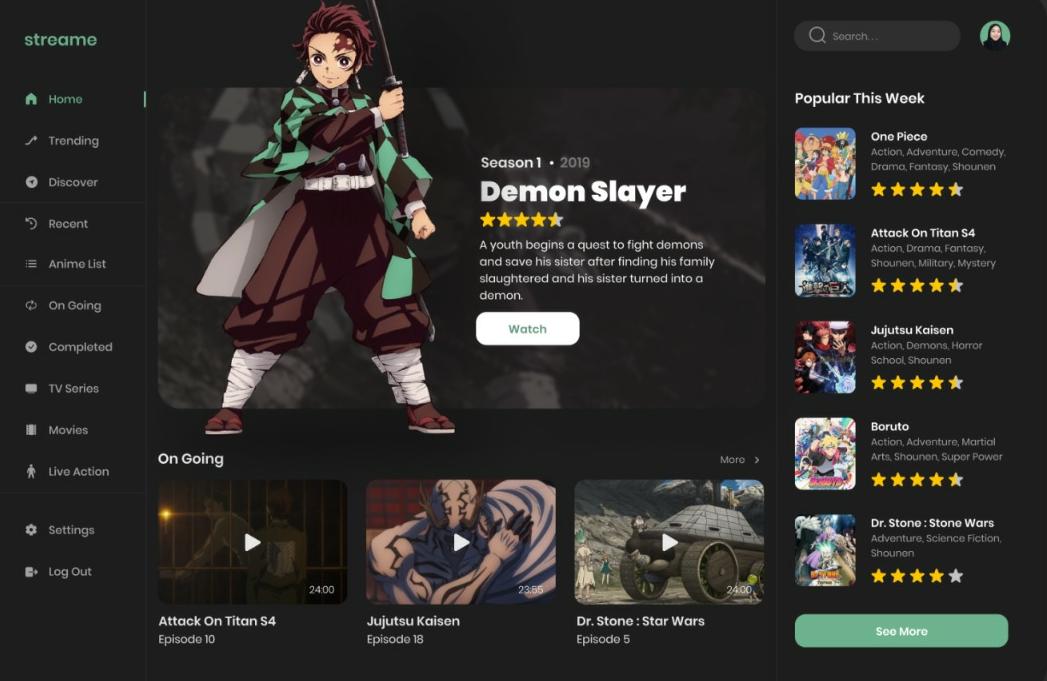 streame
Home
Trending
Discover
Recent
Anime List
On Going
Completed
TV Series
Movies
Live Action
Settings
Log Out
Season 1 • 2019
Demon Slayer
A youth begins a quest to fight demons
and save his sister after finding his family
slaughtered and his sister turned into a
demon.
Watch
On Going
More
24:00
Attack On Titan S4
Episode 10
23:55
Jujutsu Kaisen
Episode 18
24:00
Dr. Stone : Star Wars
Episode 5
Search...
Popular This Week
One Piece
Action, Adventure, Comedy,
Drama, Fantasy, Shounen
Attack On Titan S4
Action, Drama, Fantasy,
Shounen, Military, Mystery
進撃の巨人
Jujutsu Kaisen
Action, Demons, Horror
School, Shounen
Boruto
Action, Adventure, Martial
Arts, Shounen, Super Power
Dr. Stone : Stone Wars
Adventure, Science Fiction,
Shounen
See More